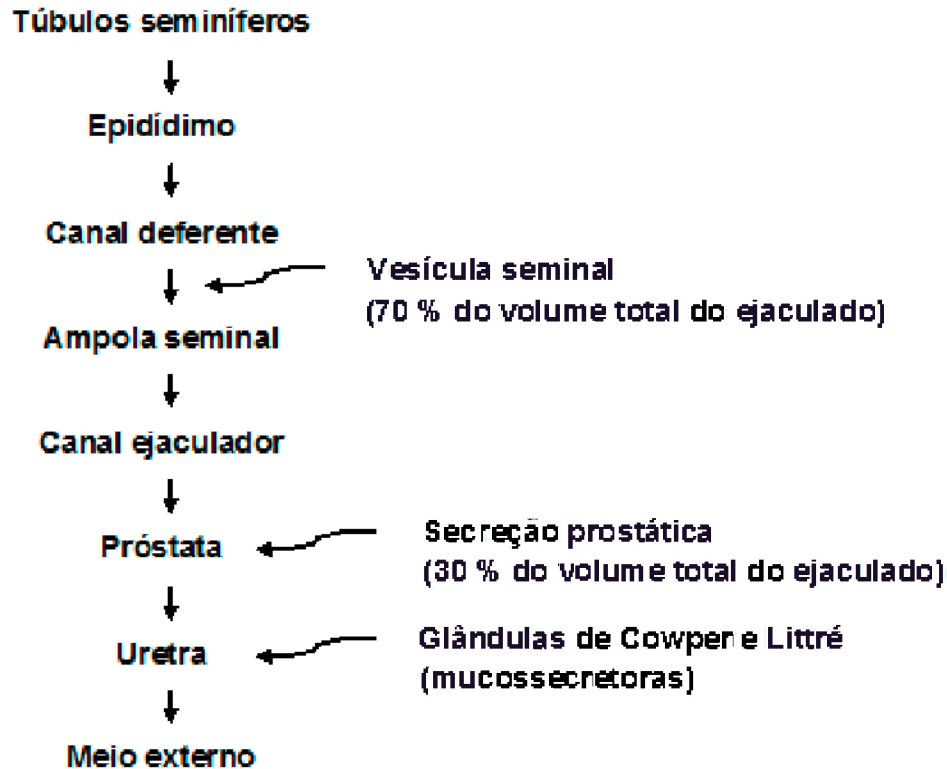 Túbulos seminíferos
Epidídimo
Canal deferente
Vesícula seminal
(70 % do volume total do ejaculado)
Ampola seminal
Canal ejaculador
Próstata
Secreção prostática
(30 % do volume total do ejaculado)
Uretra
Glândulas de Cowper e Littré
(mucossecretoras)
Meio externo